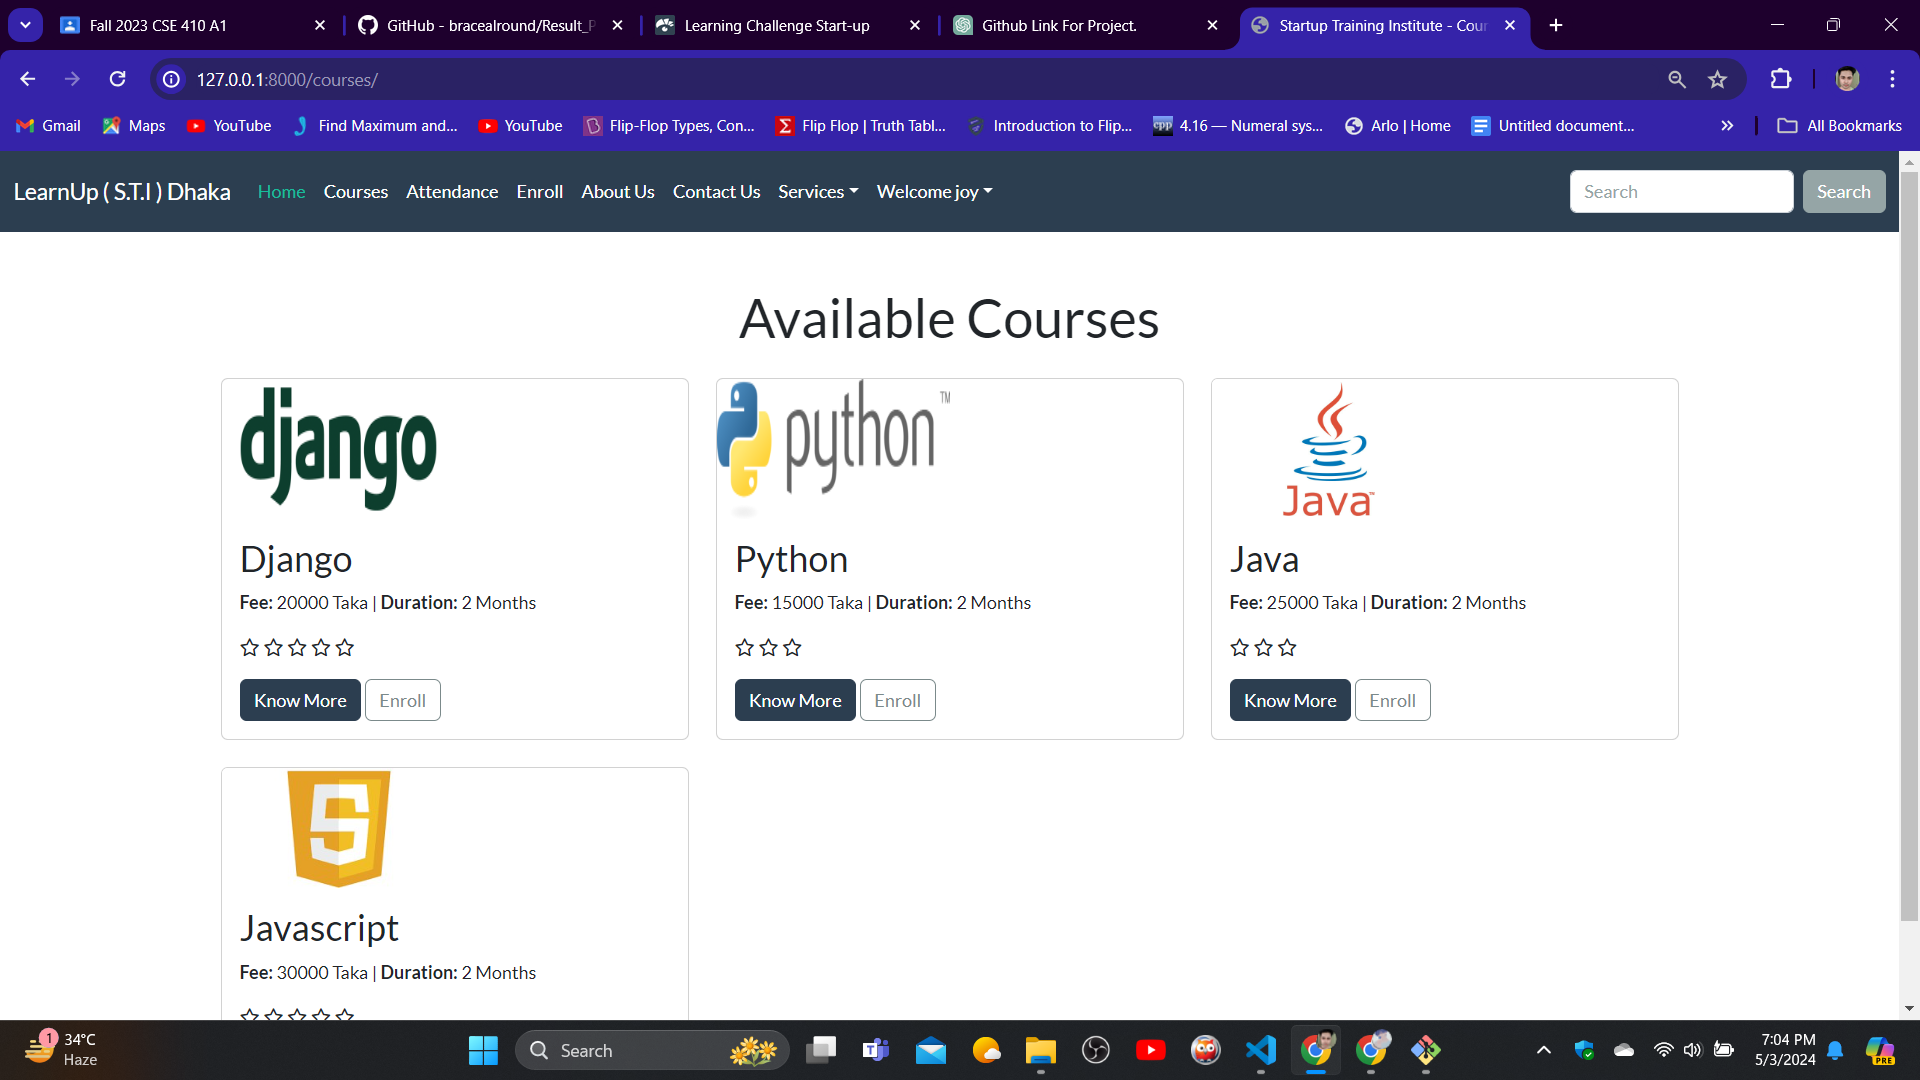 Fall 2023 CSE 410 A1
GitHub - bracealround/Result_P
Learning Challenge Start-up
Github Link For Project.
Startup Training Institute - Cour
127.0.0.1:8000/courses/
Gmail
Maps
YouTube
Find Maximum and...
YouTube
Flip-Flop Types, Con...
Flip Flop | Truth Tabl...
Introduction to Flip...
4.16 — Numeral sys...
Arlo | Home
Untitled document...
All Bookmarks
LearnUp ( S.T.I ) Dhaka
Home
Courses
Attendance
Enroll
About Us
Contact Us
Services
Welcome joy
Search
Search
Available Courses
django
Django
Fee: 20000 Taka | Duration: 2 Months
Know More
Enroll
python TM
Python
Fee: 15000 Taka | Duration: 2 Months
Know More
Enroll
Java
Java
Fee: 25000 Taka | Duration: 2 Months
Know More
Enroll
Javascript
Fee: 30000 Taka | Duration: 2 Months
1
34°C
Haze
Search
7:04 PM
5/3/2024
PRE